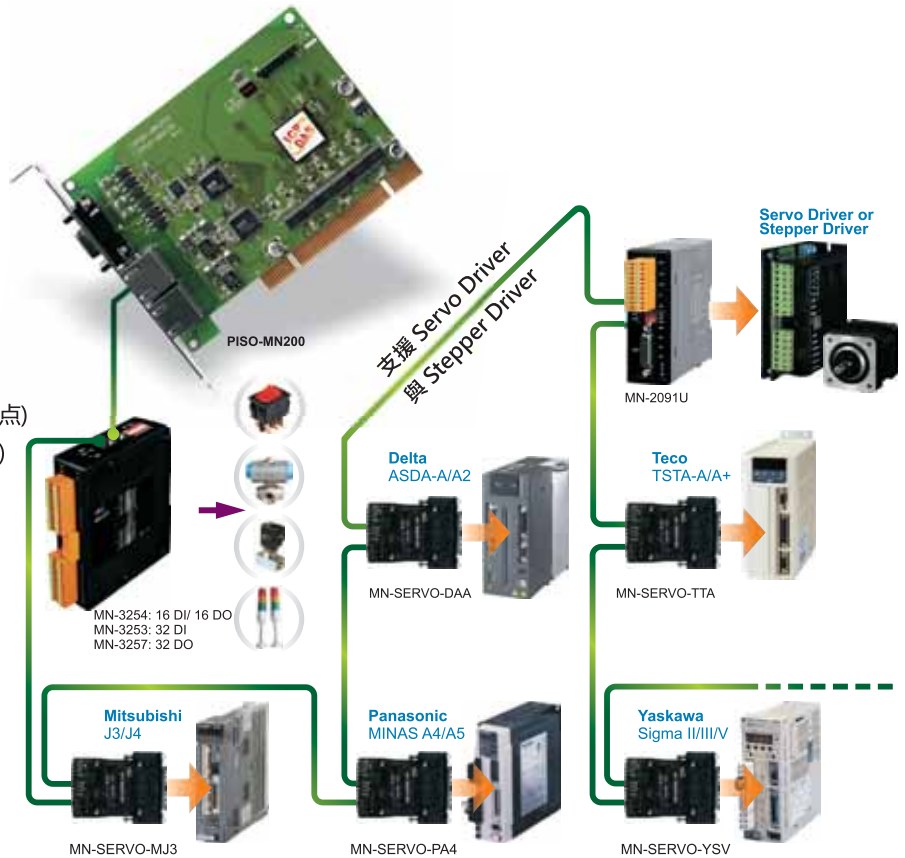 ICP
DAS
PISO-MN200
支援 Servo Driver
與 Stepper Driver
Servo Driver or
Stepper Driver
MN-2091U
点)
)
MN-3254: 16 DI/ 16 DO
MN-3253: 32 DI
MN-3257: 32 DO
Delta
ASDA-A/A2
MN-SERVO-DAA
Teco
TSTA-A/A+
MN-SERVO-TTA
Mitsubishi
J3/J4
MN-SERVO-MJ3
Panasonic
MINAS A4/A5
MN-SERVO-PA4
Yaskawa
Sigma II/III/V
MN-SERVO-YSV